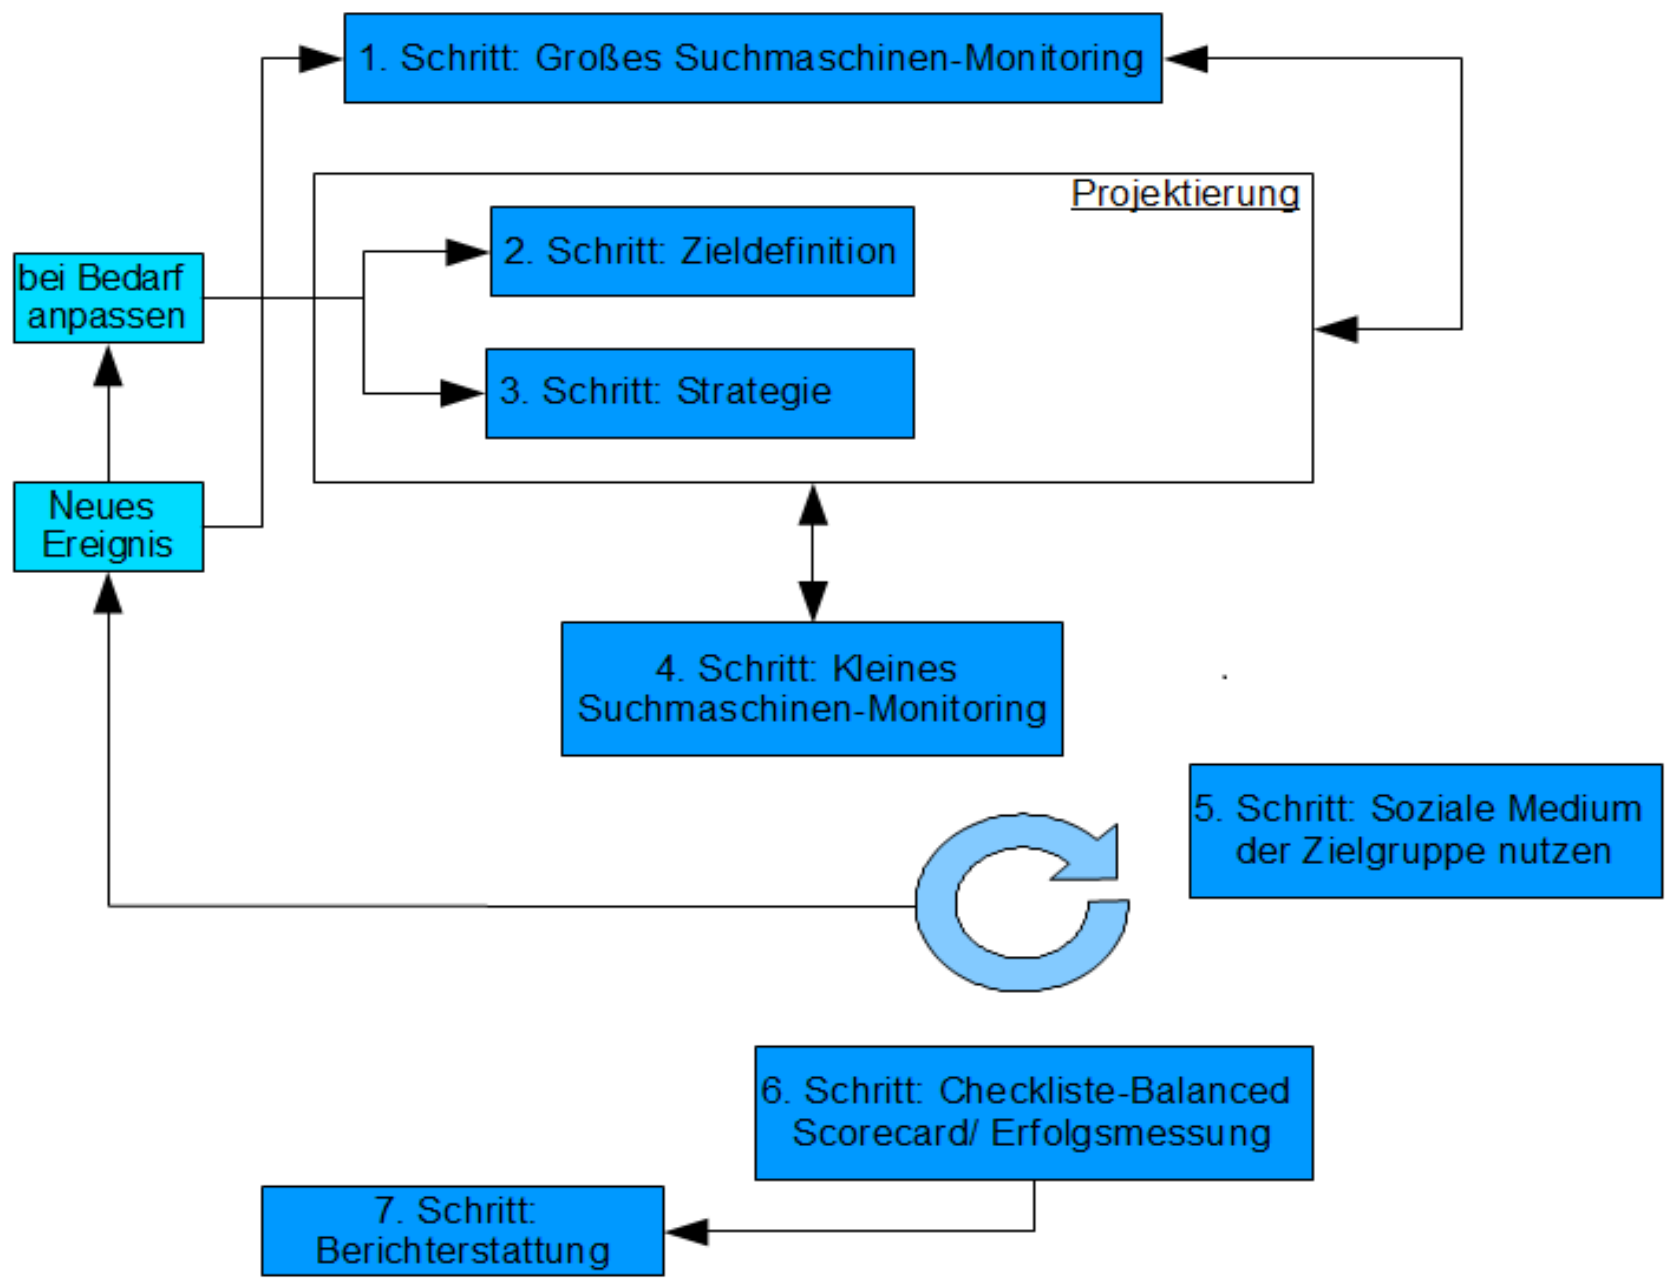 1. Schritt: Großes Suchmaschinen-Monitoring
Projektierung
2. Schritt: Zieldefinition
bei Bedarf
anpassen
3. Schritt: Strategie
Neues
Ereignis
4. Schritt: Kleines
Suchmaschinen-Monitoring
5. Schritt: Soziale Medium
der Zielgruppe nutzen
6. Schritt: Checkliste-Balanced
Scorecard/ Erfolgsmessung
7. Schritt:
Berichterstattung